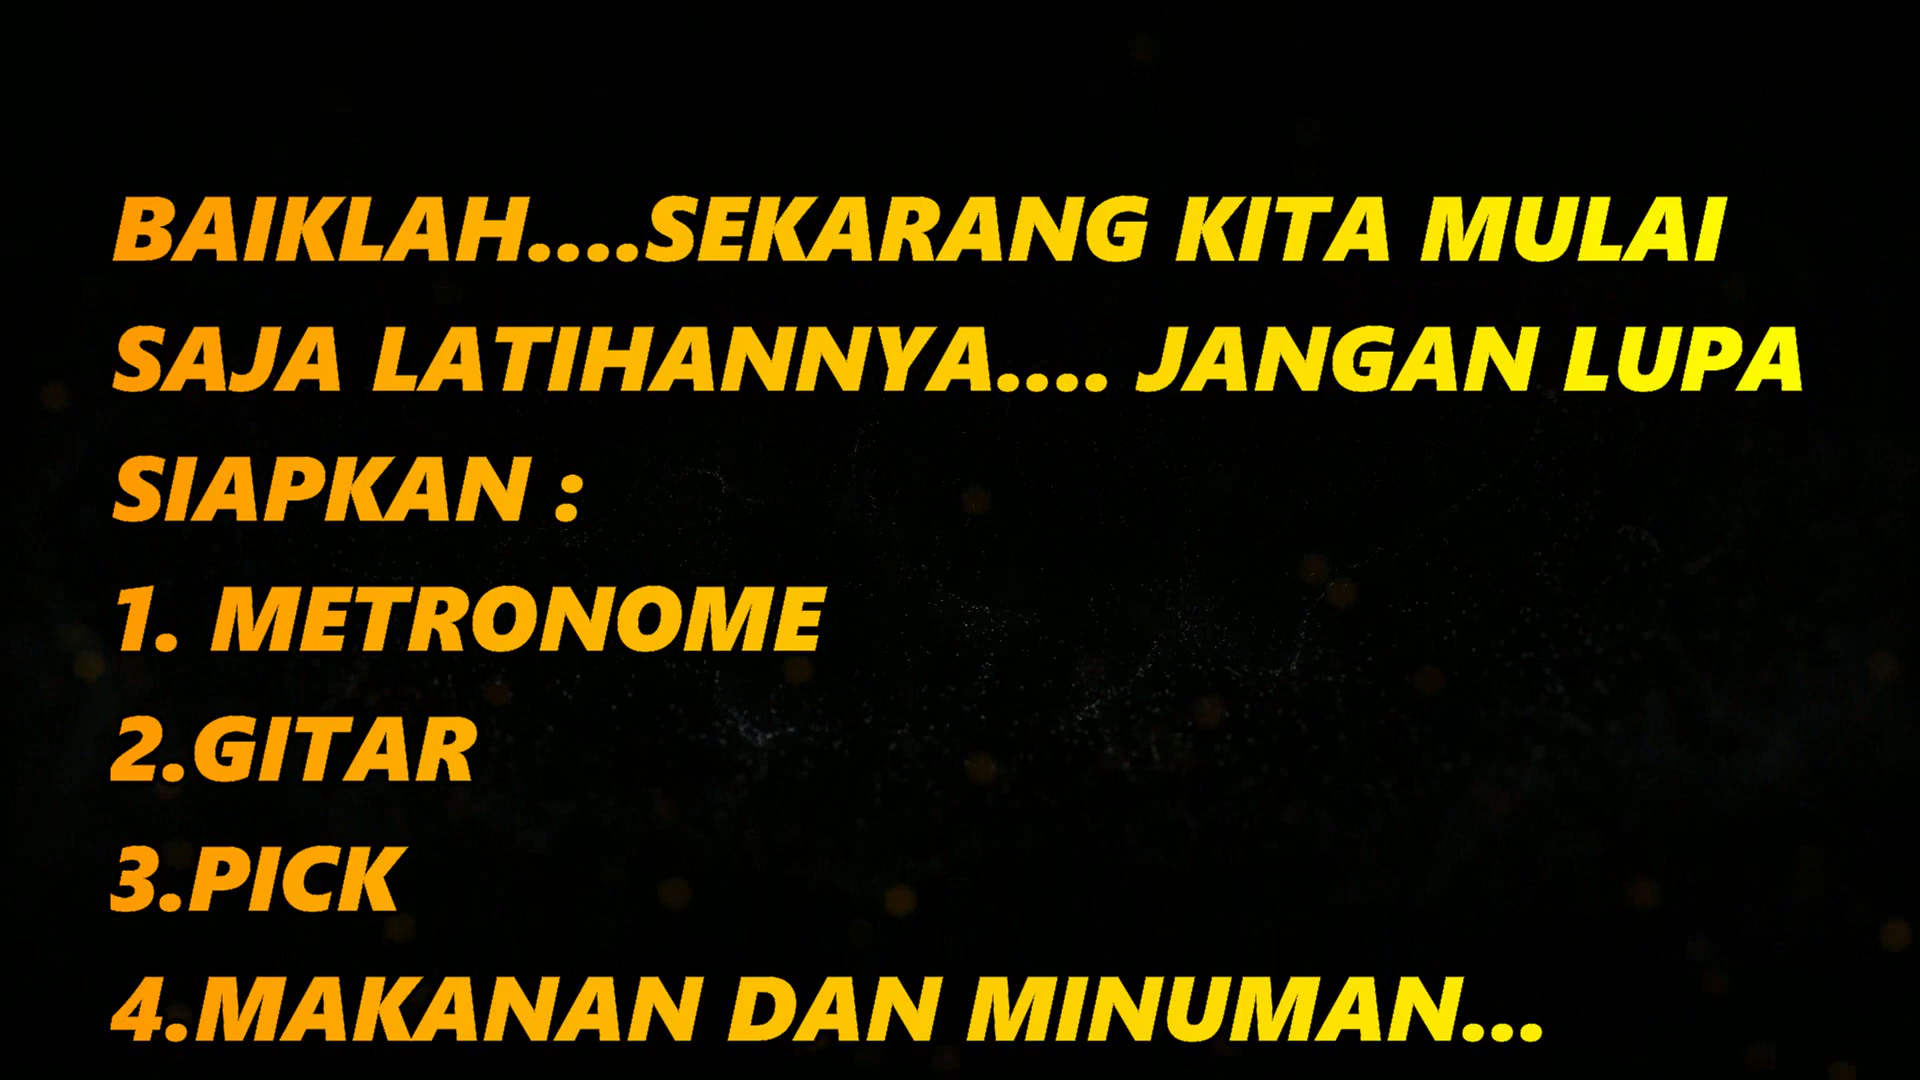 BAIKLAH....SEKARANG KITA MULAI
SAJA LATIHANNYA.... JANGAN LUPA
SIAPKAN :
1. METRONOME
2.GITAR
3.PICK
4.MAKANAN DAN MINUMAN...